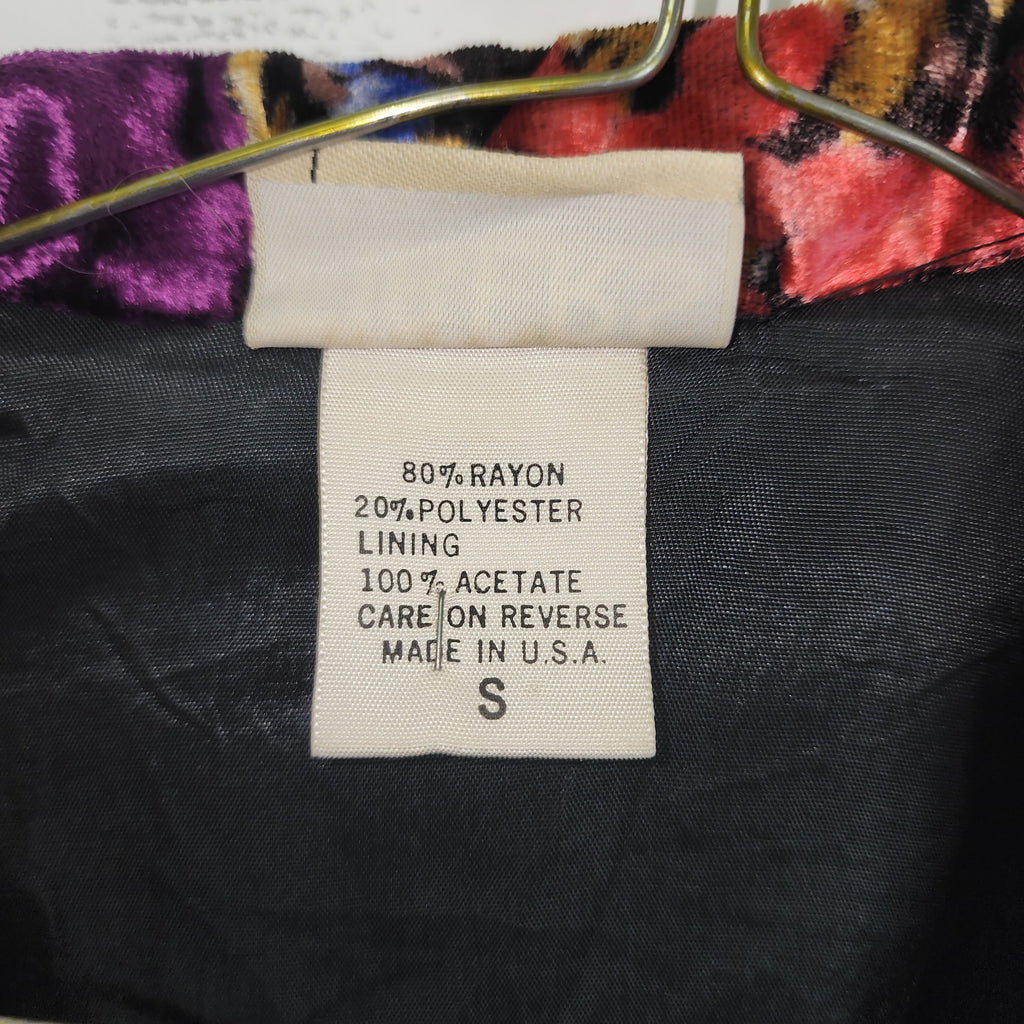 80% RAYON
20% POLYESTER
LINING
100% ACETATE
CARE ON REVERSE
MADE IN U.S.A.
S